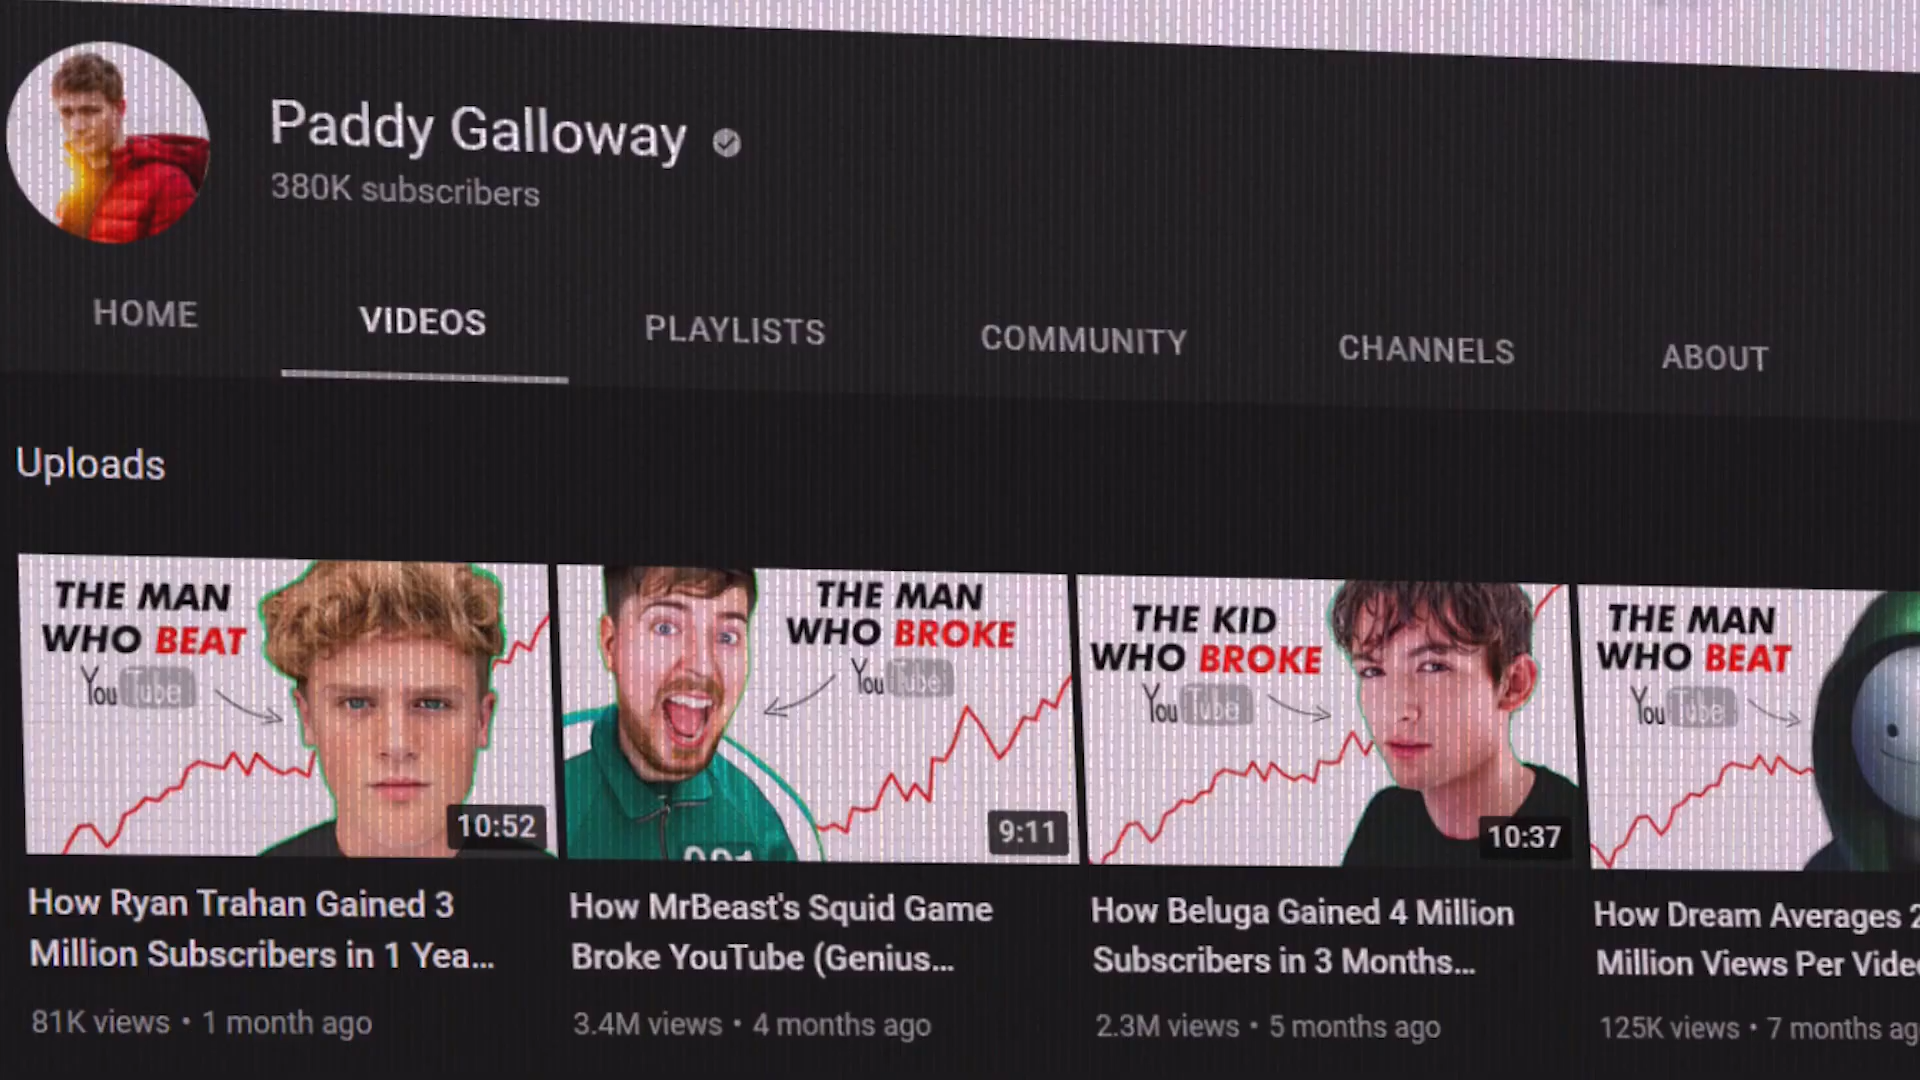 Paddy Galloway
380K subscribers
HOME
VIDEOS
PLAYLISTS
COMMUNITY
CHANNELS
ABOUT
Uploads
THE MAN
WHO BEAT
YouTube
10:52
How Ryan Trahan Gained 3
Million Subscribers in 1 Yea...
81K views • 1 month ago
THE MAN
WHO BROKE
YouTube
001
9:11
How MrBeast's Squid Game
Broke YouTube (Genius...
3.4M views • 4 months ago
THE KID
WHO BROKE
YouTube
10:37
How Beluga Gained 4 Million
Subscribers in 3 Months...
2.3M views • 5 months ago
THE MAN
WHO BEAT
YouTube
How Dream Averages 2
Million Views Per Vide
125K views • 7 months ag